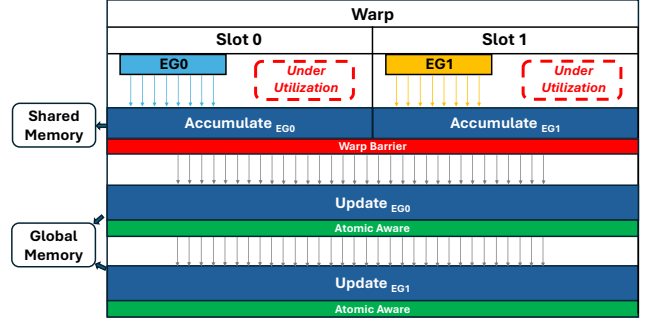 Warp
Slot 0
Slot 1
EG0
Under
Utilization
EG1
Under
Utilization
Shared
Memory
Accumulate EG0
Accumulate EG1
Warp Barrier
Update EG0
Atomic Aware
Global
Memory
Update EG1
Atomic Aware